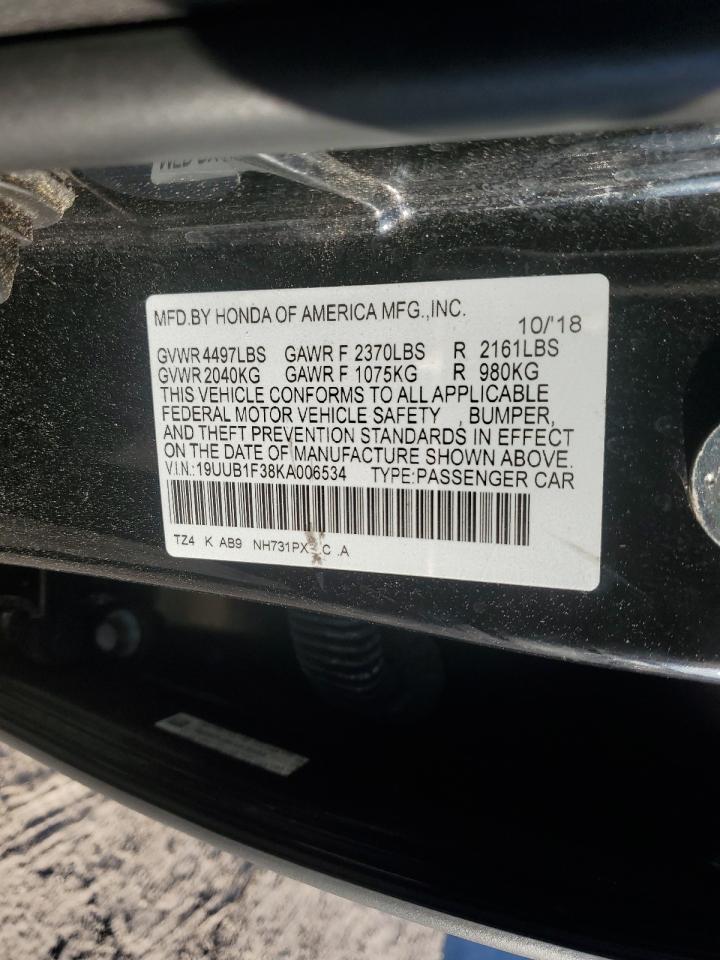 MFD.BY HONDA OF AMERICA MFG.,INC.
10/'18
GVWR 4497LBS GAWR F 2370LBS R 2161LBS
GVWR 2040KG GAWR F 1075KG R 980KG
THIS VEHICLE CONFORMS TO ALL APPLICABLE
FEDERAL MOTOR VEHICLE SAFETY , BUMPER,
AND THEFT PREVENTION STANDARDS IN EFFECT
ON THE DATE OF MANUFACTURE SHOWN ABOVE.
V.I.N.:19UUB1F38KA006534 TYPE:PASSENGER CAR
TZ4 K AB9 NH731PX- C .A